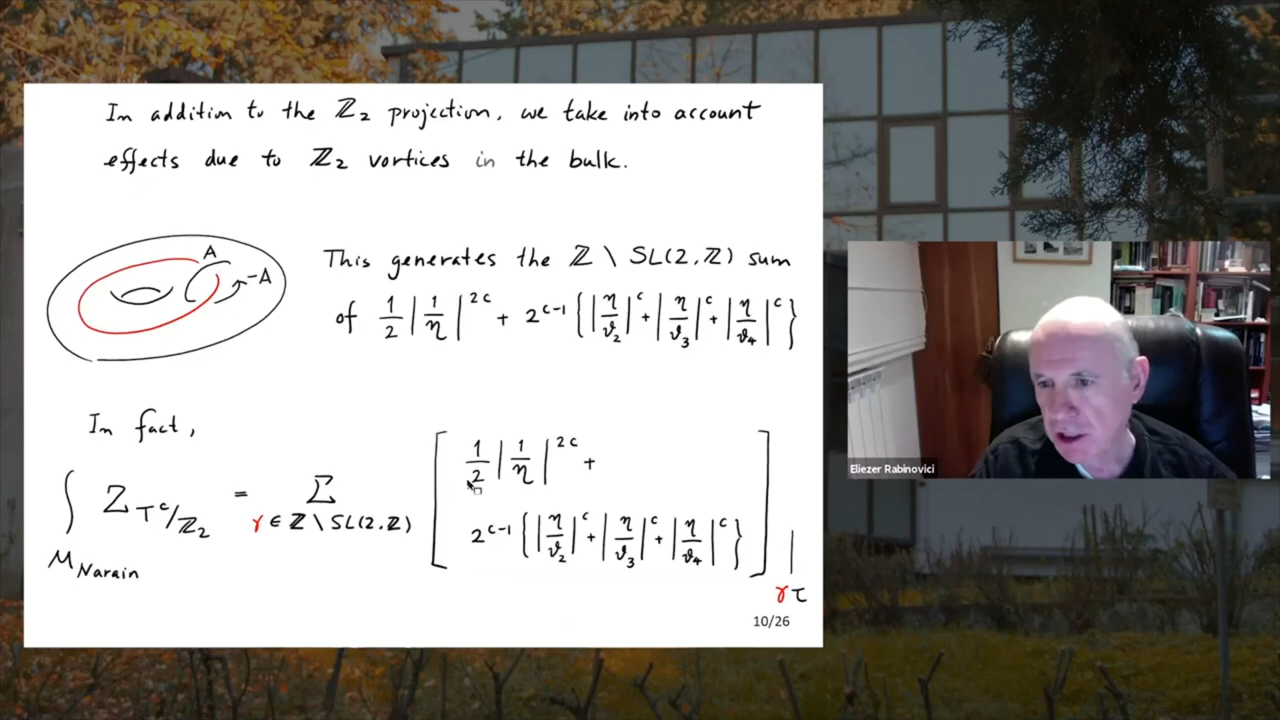 In addition to the ℤ₂ projection, we take into account
effects due to ℤ₂ vortices in the bulk.
A
-A
This generates the ℤ \ SL(2,ℤ) sum
of 1/2 |1/η|^{2c} + 2^{c-1} { |η/ϑ₂|^c + |η/ϑ₃|^c + |η/ϑ₄|^c }
In fact,
∫_{M_Narain} Z_{T^c/ℤ₂} = Σ_{γ ∈ ℤ \ SL(2,ℤ)} [ 1/2 |1/η|^{2c} +
2^{c-1} { |η/ϑ₂|^c + |η/ϑ₃|^c + |η/ϑ₄|^c } ] |_{γτ}
10/26
Eliezer Rabinovici